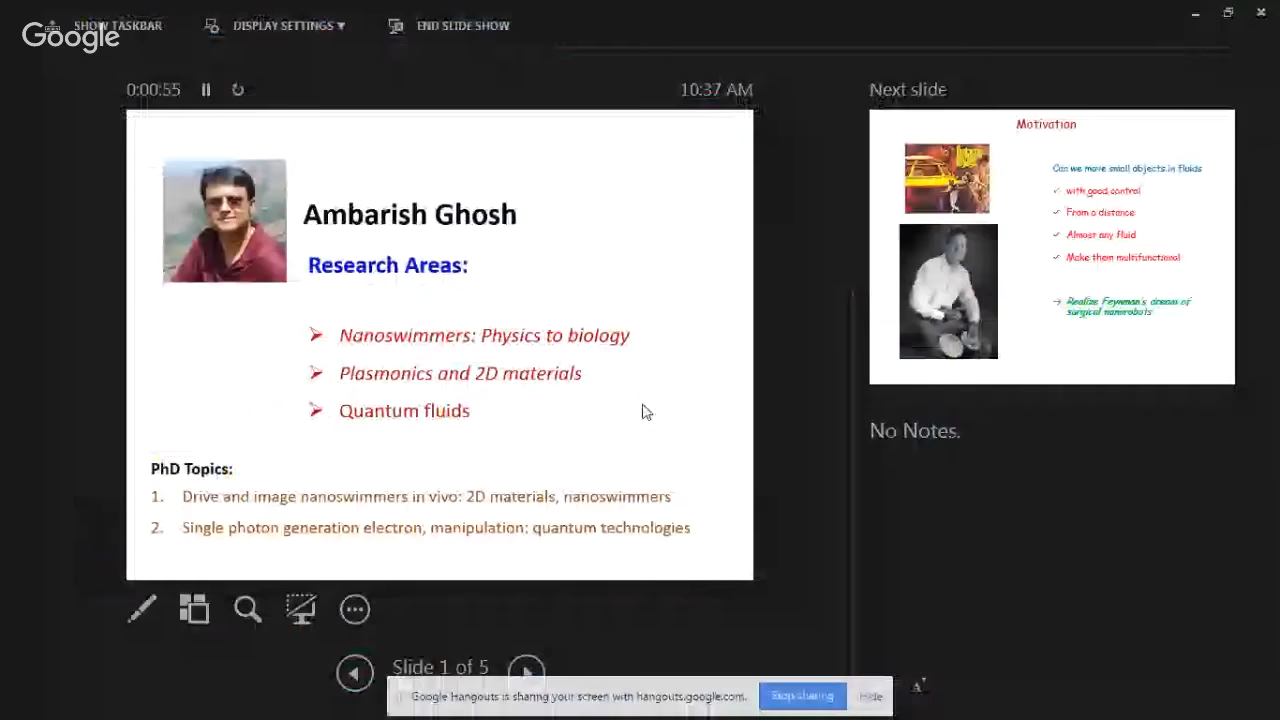 SHOW TASKBAR
DISPLAY SETTINGS
END SLIDE SHOW
Google
0:00:55
10:37 AM
Next slide
Ambarish Ghosh
Research Areas:
Nanoswimmers: Physics to biology
Plasmonics and 2D materials
Quantum fluids
PhD Topics:
1. Drive and image nanoswimmers in vivo: 2D materials, nanoswimmers
2. Single photon generation electron, manipulation: quantum technologies
Motivation
Can we move small objects in fluids
with good control
From a distance
Almost any fluid
Make them multifunctional
Realize Feynman's dream of
surgical nanorobots
No Notes.
Slide 1 of 5
Google Hangouts is sharing your screen with hangouts.google.com.
Stop sharing
Hide
A